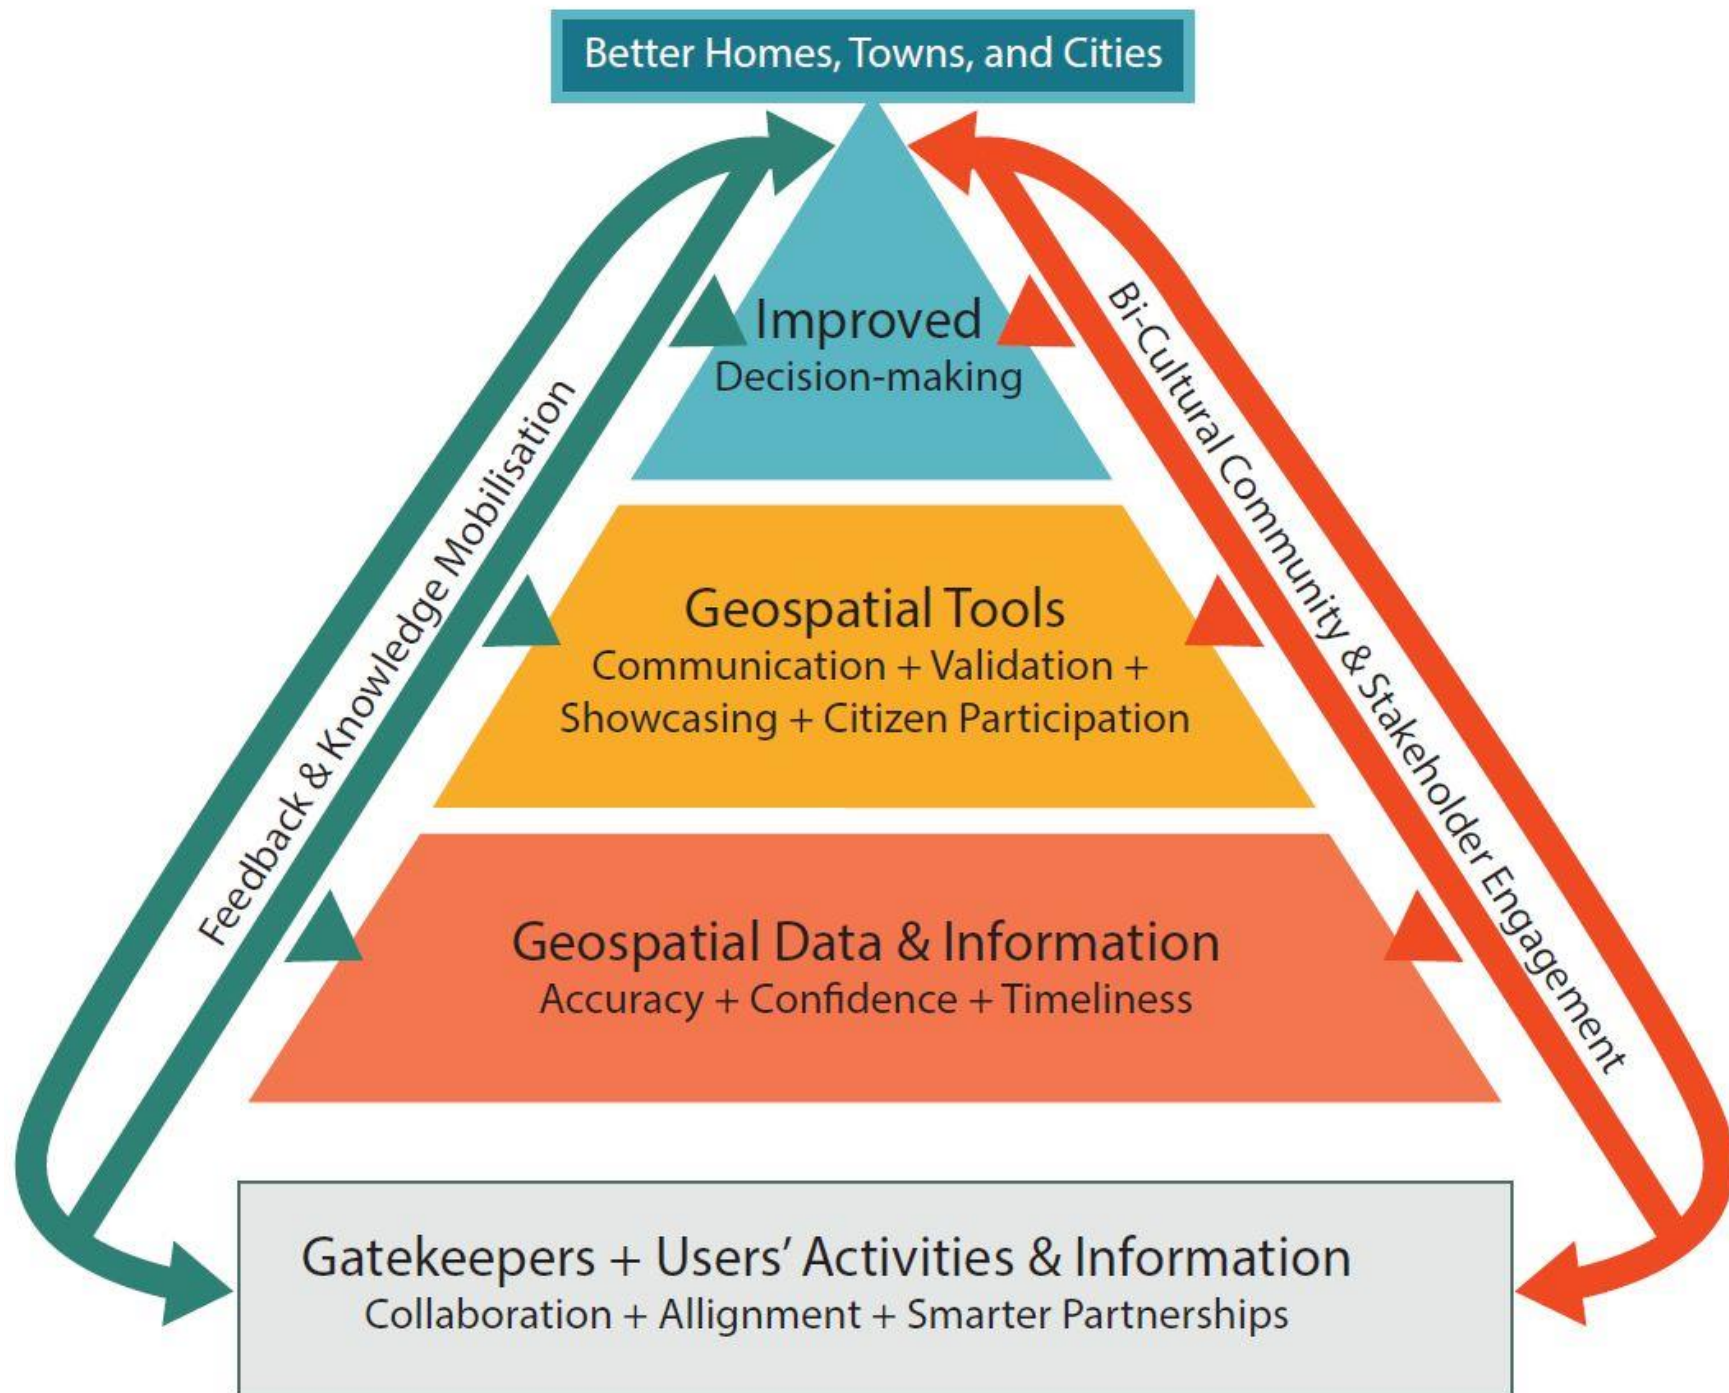 Better Homes, Towns, and Cities
Improved
Decision-making
Feedback & Knowledge Mobilisation
Bi-Cultural Community & Stakeholder Engagement
Geospatial Tools
Communication + Validation +
Showcasing + Citizen Participation
Geospatial Data & Information
Accuracy + Confidence + Timeliness
Gatekeepers + Users’ Activities & Information
Collaboration + Allignment + Smarter Partnerships